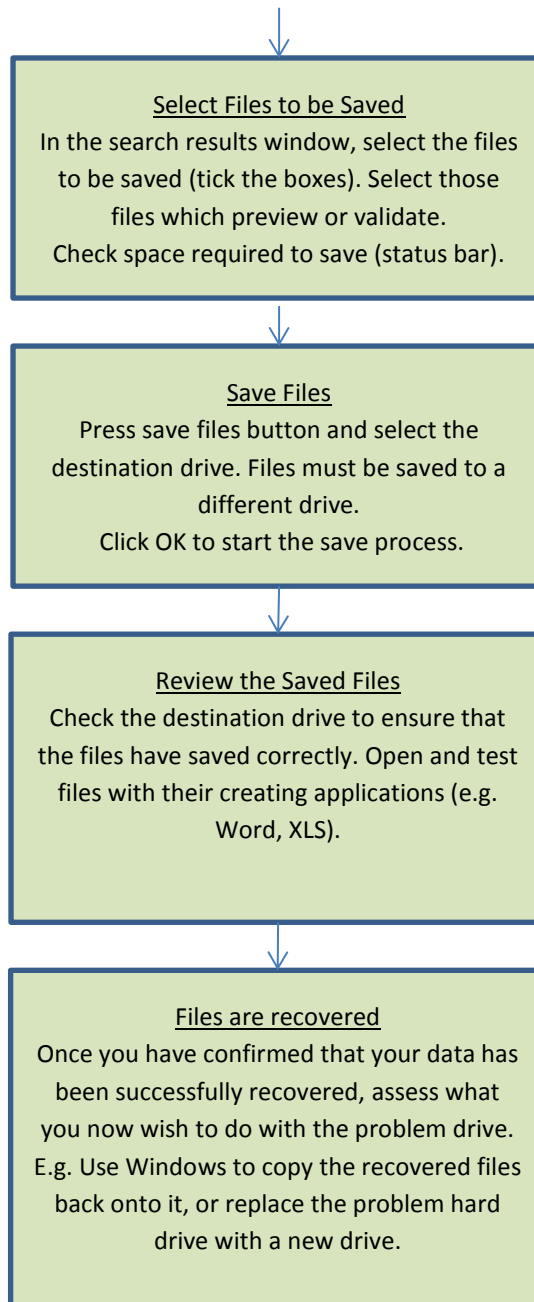 Select Files to be Saved
In the search results window, select the files
to be saved (tick the boxes). Select those
files which preview or validate.
Check space required to save (status bar).
Save Files
Press save files button and select the
destination drive. Files must be saved to a
different drive.
Click OK to start the save process.
Review the Saved Files
Check the destination drive to ensure that
the files have saved correctly. Open and test
files with their creating applications (e.g.
Word, XLS).
Files are recovered
Once you have confirmed that your data has
been successfully recovered, assess what
you now wish to do with the problem drive.
E.g. Use Windows to copy the recovered files
back onto it, or replace the problem hard
drive with a new drive.